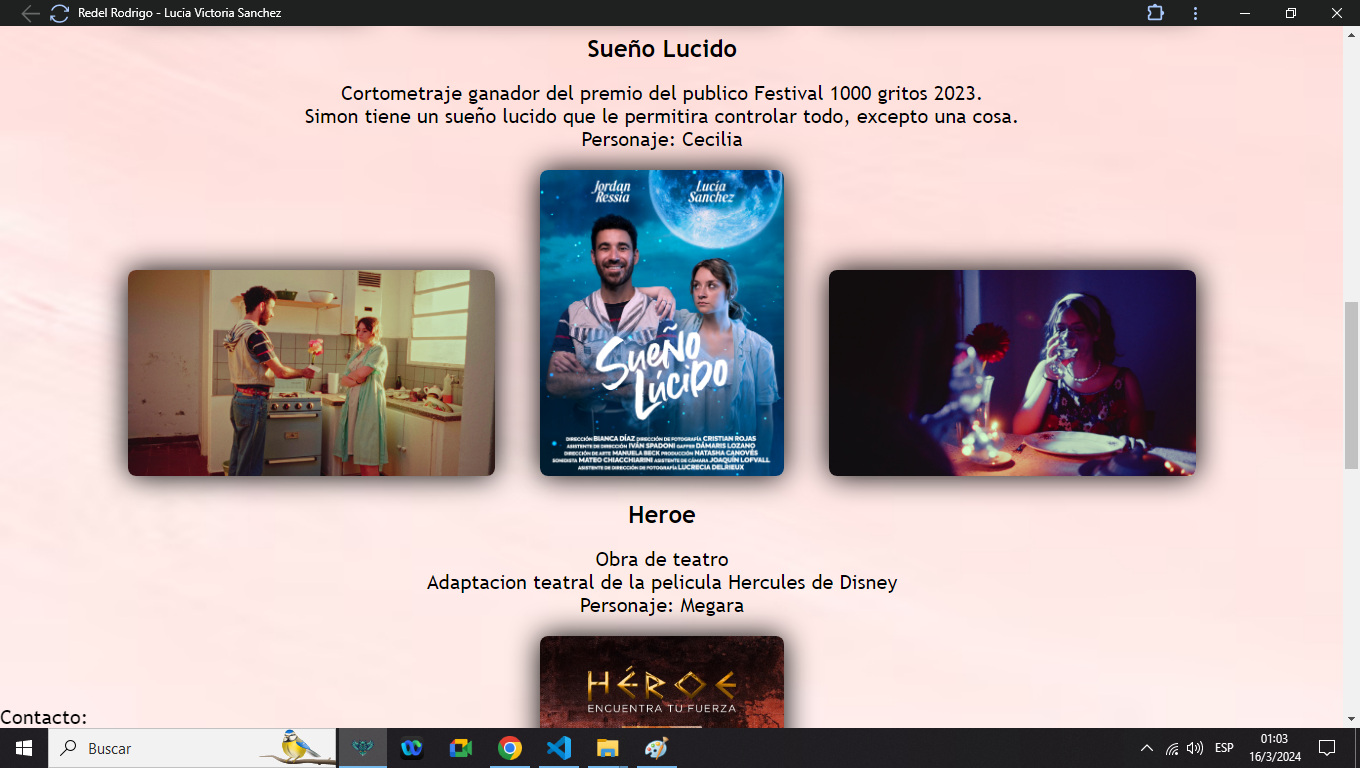 Redel Rodrigo - Lucia Victoria Sanchez
Sueño Lucido
Cortometraje ganador del premio del publico Festival 1000 gritos 2023.
Simon tiene un sueño lucido que le permitira controlar todo, excepto una cosa.
Personaje: Cecilia
Jordan Ressia
Lucía Sanchez
SUEÑO
LÚCIDO
DIRECCIÓN BIANCA DÍAZ DIRECCIÓN DE FOTOGRAFÍA CRISTIAN ROJAS
ASISTENTE DE DIRECCIÓN IVÁN SPADONI GAFFER DÁMARIS LOZANO
DIRECCIÓN DE ARTE MANUELA BECK PRODUCCIÓN NATASHA CANOVÉS
SONIDISTA MATEO CHIACCHIARINI ASISTENTE DE CÁMARA JOAQUÍN LOFVALL
ASISTENTE DE DIRECCIÓN DE FOTOGRAFÍA LUCRECIA DELRIEUX
Heroe
Obra de teatro
Adaptacion teatral de la pelicula Hercules de Disney
Personaje: Megara
HÉROE
ENCUENTRA TU FUERZA
Contacto:
Buscar
ESP
01:03
16/3/2024